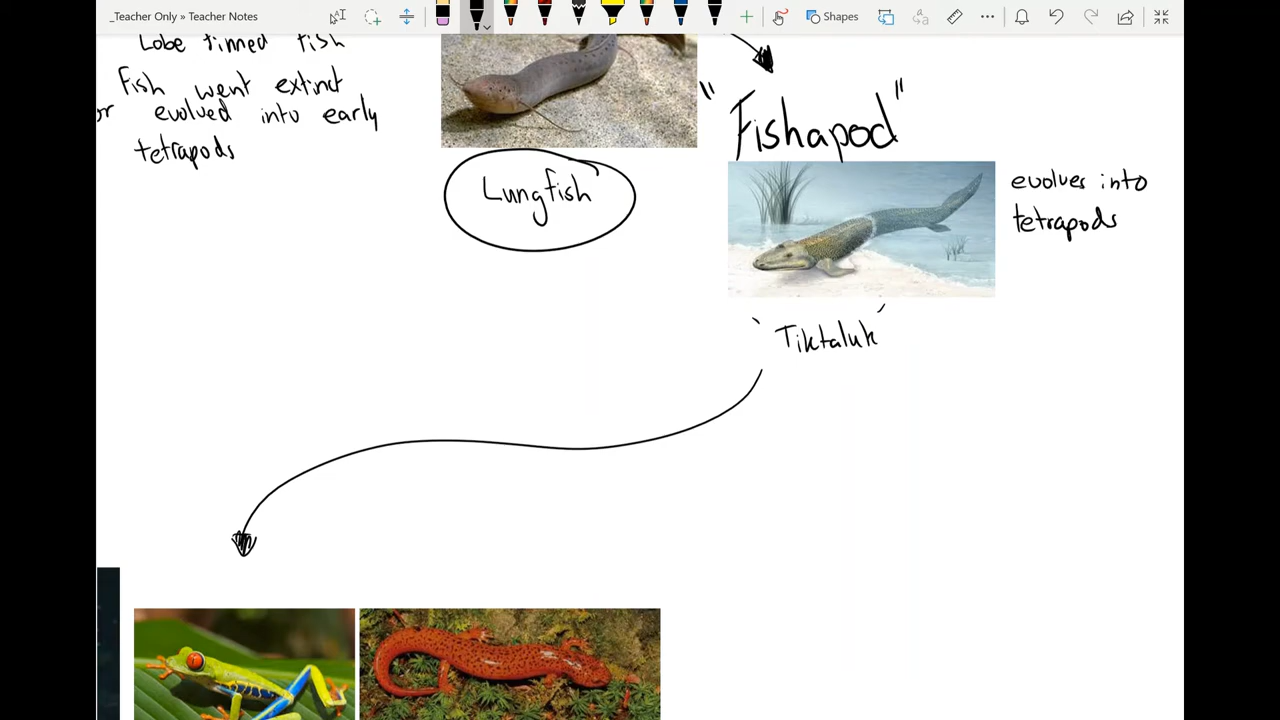 _Teacher Only » Teacher Notes
Shapes
Lobe finned fish
Fish went extinct
or evolved into early
tetrapods
Lungfish
"Fishapod"
evolves into
tetrapods
"Tiktaluk"